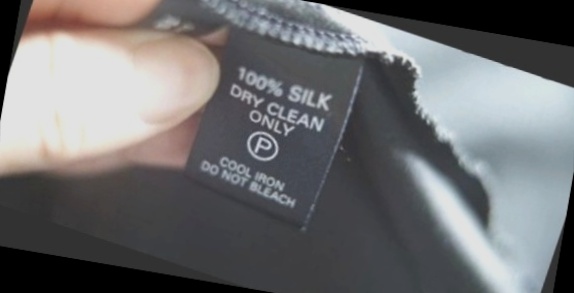 100% SILK
DRY CLEAN
ONLY
P
COOL IRON
DO NOT BLEACH